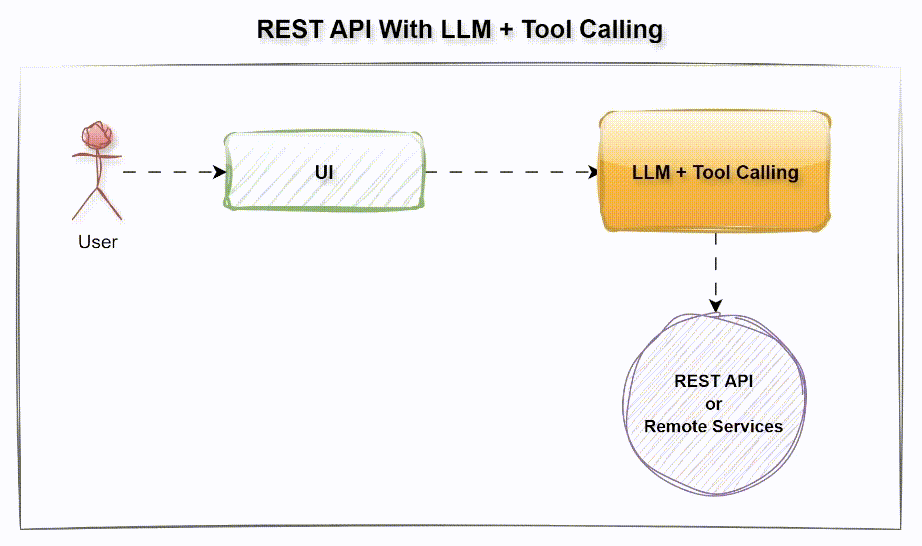 REST API With LLM + Tool Calling
UI
LLM + Tool Calling
User
REST API
or
Remote Services